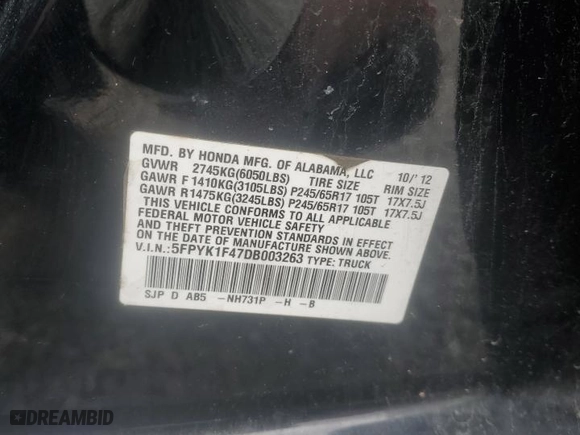 MFD. BY HONDA MFG. OF ALABAMA, LLC 10/'12
GVWR 2745KG(6050LBS) TIRE SIZE RIM SIZE
GAWR F 1410KG(3105LBS) P245/65R17 105T 17X7.5J
GAWR R1475KG(3245LBS) P245/65R17 105T 17X7.5J
THIS VEHICLE CONFORMS TO ALL APPLICABLE
FEDERAL MOTOR VEHICLE SAFETY
AND THEFT PREVENTION STANDARDS IN EFFECT
ON THE DATE OF MANUFACTURE SHOWN ABOVE.
V.I.N.:5FPYK1F47DB003263 TYPE: TRUCK
SJP D AB5 -NH731P -H -B
DREAMBID